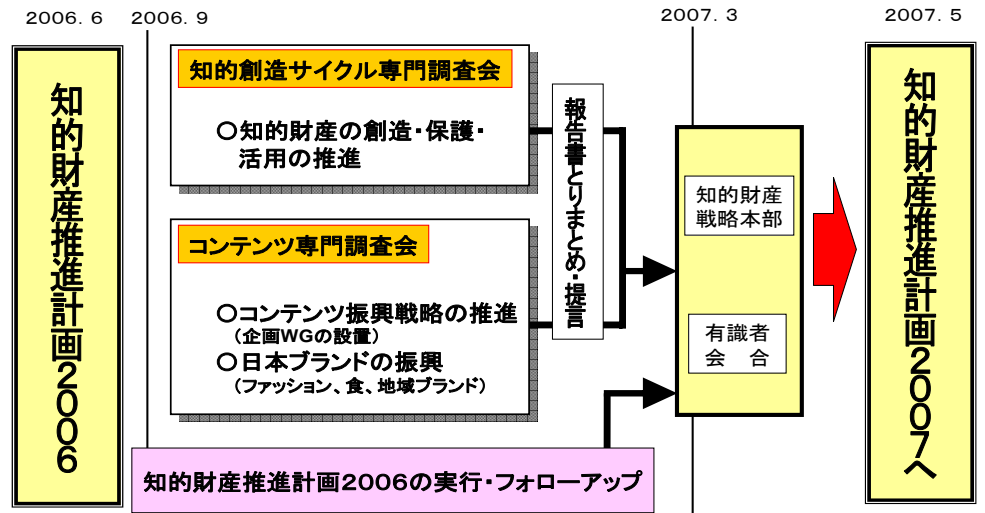 2006. 6
2006. 9
2007. 3
2007. 5
知的財産推進計画2006
知的創造サイクル専門調査会
○知的財産の創造・保護・
活用の推進
コンテンツ専門調査会
○コンテンツ振興戦略の推進
（企画WGの設置）
○日本ブランドの振興
（ファッション、食、地域ブランド）
報告書とりまとめ・提言
知的財産推進計画2006の実行・フォローアップ
知的財産
戦略本部
有識者
会　合
知的財産推進計画2007へ